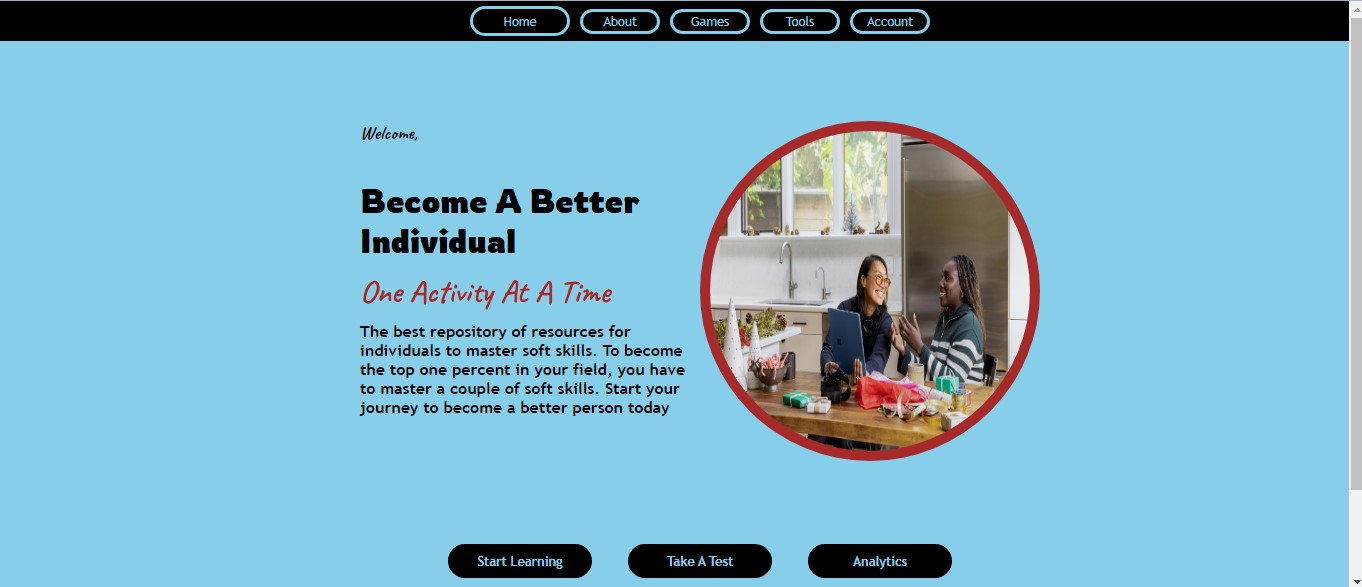 Home About Games Tools Account
Welcome,
Become A Better
Individual
One Activity At A Time
The best repository of resources for
individuals to master soft skills. To become
the top one percent in your field, you have
to master a couple of soft skills. Start your
journey to become a better person today
Start Learning Take A Test Analytics